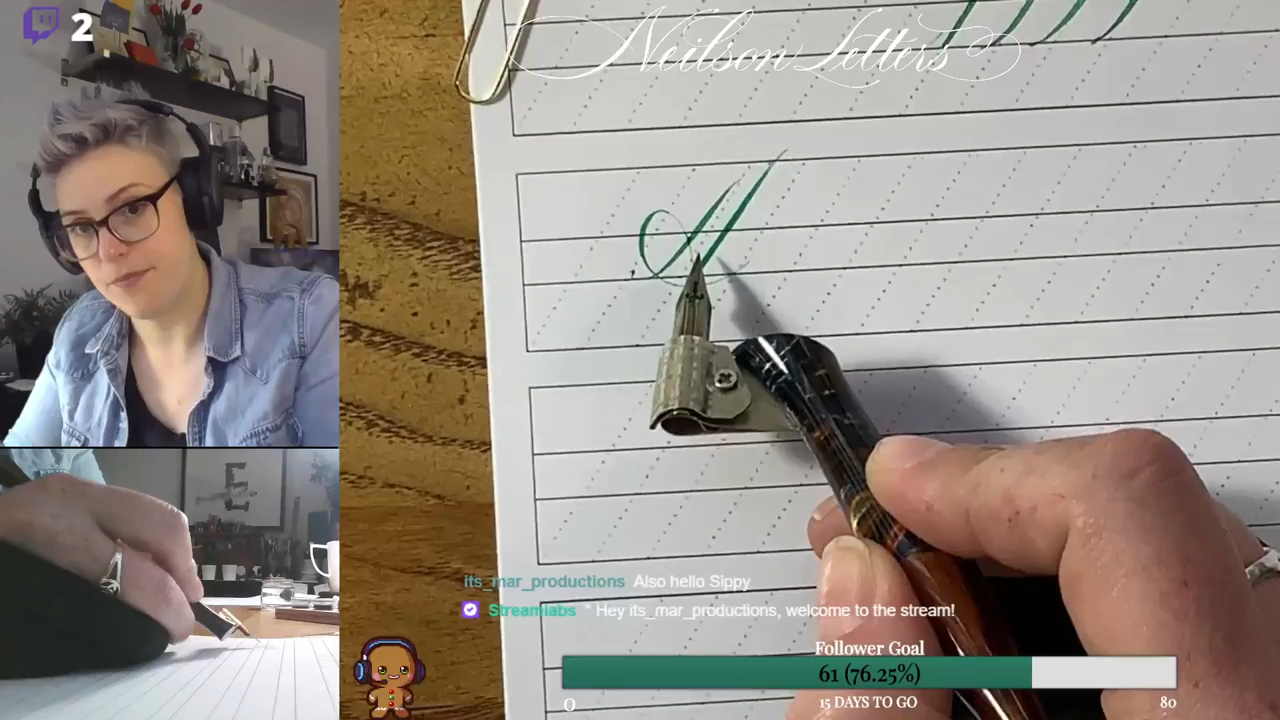 2
Neilson Letters
A
its_mar_productions Also hello Sippy
Streamlabs * Hey its_mar_productions, welcome to the stream!
Follower Goal
61 (76.25%)
0 15 DAYS TO GO 80